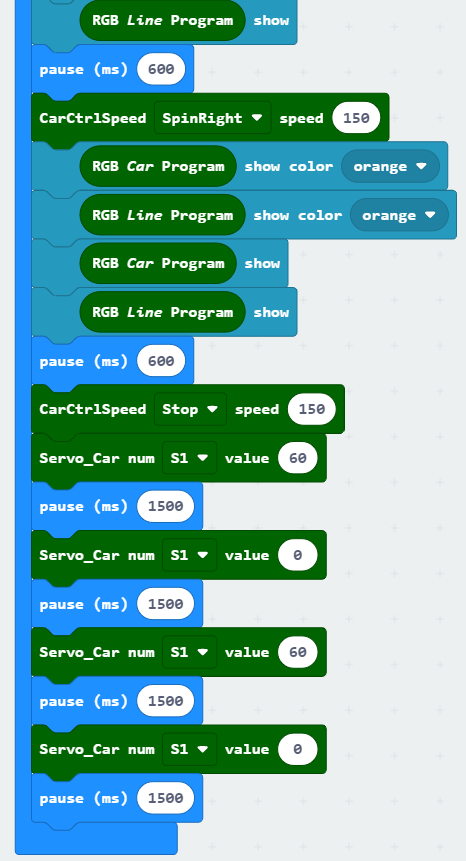 RGB Line Program show
pause (ms) 600
CarCtrlSpeed SpinRight speed 150
RGB Car Program show color orange
RGB Line Program show color orange
RGB Car Program show
RGB Line Program show
pause (ms) 600
CarCtrlSpeed Stop speed 150
Servo_Car num S1 value 60
pause (ms) 1500
Servo_Car num S1 value 0
pause (ms) 1500
Servo_Car num S1 value 60
pause (ms) 1500
Servo_Car num S1 value 0
pause (ms) 1500